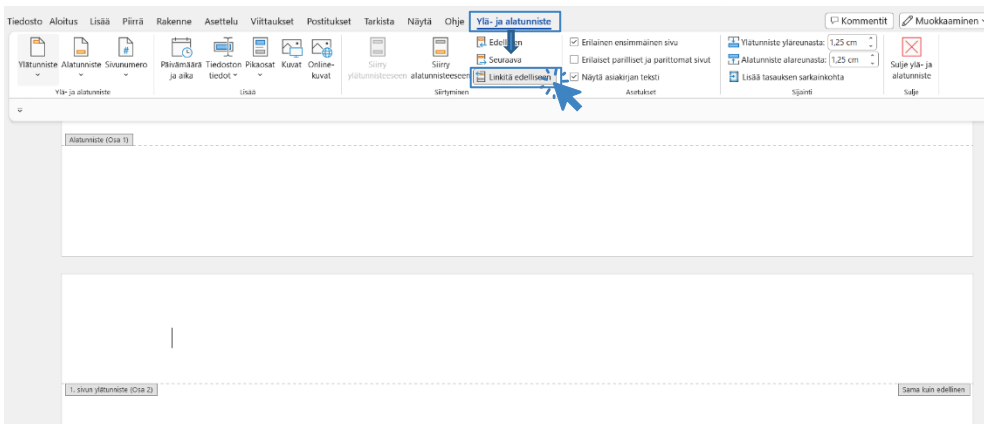 Tiedosto Aloitus Lisää Piirrä Rakenne Asettelu Viittaukset Postitukset Tarkista Näytä Ohje Ylä- ja alatunniste Kommentit Muokkaaminen
Ylätunniste Alatunniste Sivunumero
Ylä- ja alatunniste
Päivämäärä ja aika
Tiedoston tiedot
Pikaosat
Kuvat
Online-kuvat
Lisää
Siirry ylätunnisteeseen
Siirry alatunnisteeseen
Seuraava
Linkitä edelliseen
Siirtyminen
Erilainen ensimmäinen sivu
Erilaiset parilliset ja parittomat sivut
Näytä asiakirjan teksti
Asetukset
Ylätunniste yläreunasta: 1,25 cm
Alatunniste alareunasta: 1,25 cm
Lisää tasauksen sarkainkohta
Sijainti
Sulje ylä- ja alatunniste
Sulje
Alatunniste (Osa 1)
1. sivun ylätunniste (Osa 2)
Sama kuin edellinen